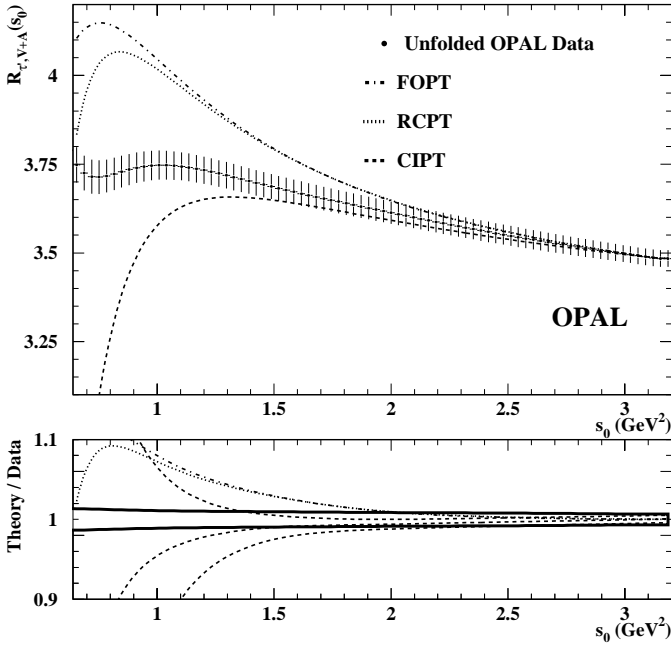 R_{τ, V+A}(s_0)
4
3.75
3.5
3.25
• Unfolded OPAL Data
FOPT
RCPT
CIPT
OPAL
1
1.5
2
2.5
3
s_0 (GeV^2)
Theory / Data
1.1
1
0.9
1
1.5
2
2.5
3
s_0 (GeV^2)